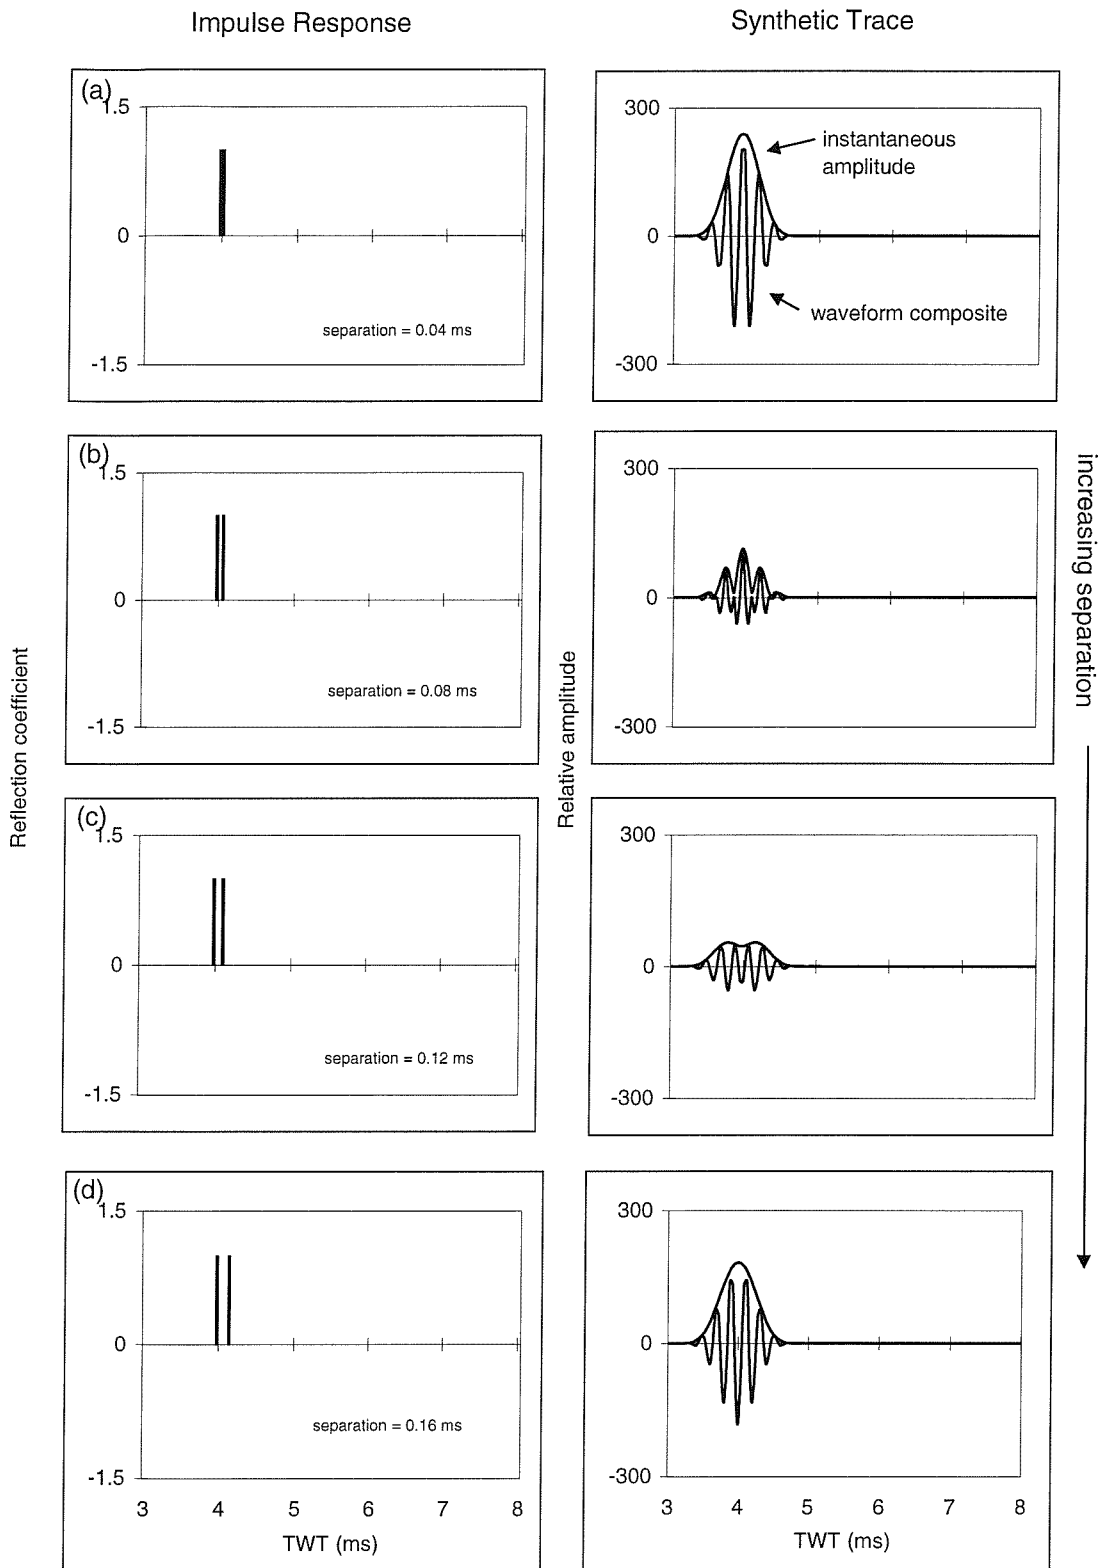 Impulse Response
Synthetic Trace
(a)
1.5
0
-1.5
separation = 0.04 ms
300
0
-300
instantaneous
amplitude
waveform composite
(b)
1.5
0
-1.5
separation = 0.08 ms
300
0
-300
(c)
1.5
0
-1.5
separation = 0.12 ms
300
0
-300
(d)
1.5
0
-1.5
separation = 0.16 ms
3 4 5 6 7 8
TWT (ms)
300
0
-300
3 4 5 6 7 8
TWT (ms)
Reflection coefficient
Relative amplitude
increasing separation